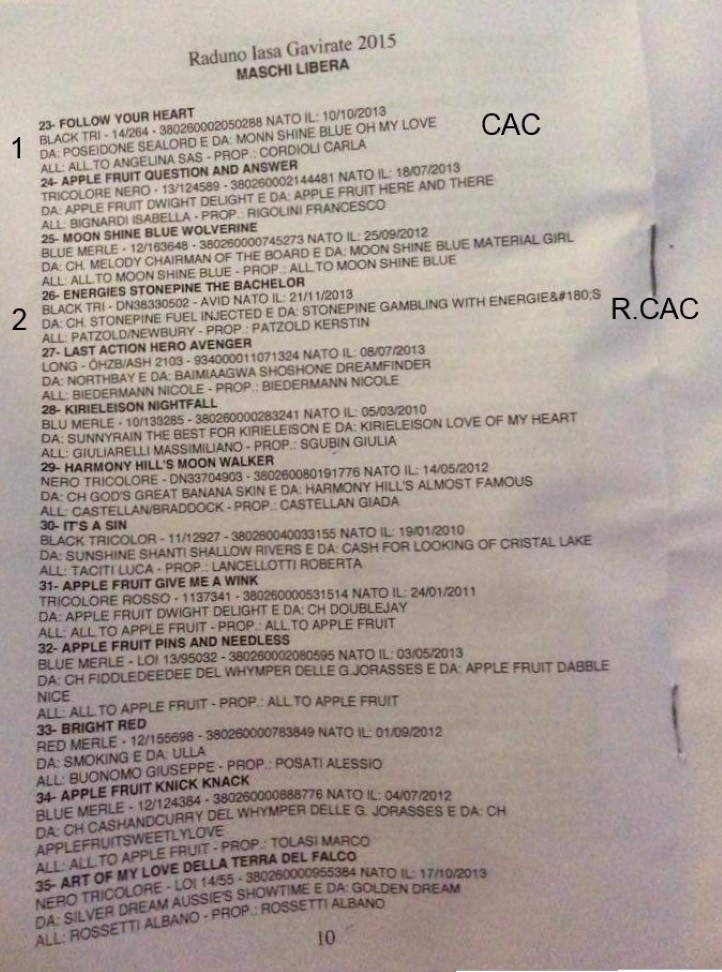 Raduno Iasa Gavirate 2015
MASCHI LIBERA
23- FOLLOW YOUR HEART
BLACK TRI - 14/264 - 380260002050288 NATO IL: 10/10/2013
1
CAC
DA: POSEIDONE SEALORD E DA: MONN SHINE BLUE OH MY LOVE
ALL: ALL.TO ANGELINA SAS - PROP.: CORDIOLI CARLA
24- APPLE FRUIT QUESTION AND ANSWER
TRICOLORE NERO - 13/124589 - 380260002144481 NATO IL: 18/07/2013
DA: APPLE FRUIT DWIGHT DELIGHT E DA: APPLE FRUIT HERE AND THERE
ALL: BIGNARDI ISABELLA - PROP.: RIGOLINI FRANCESCO
25- MOON SHINE BLUE WOLVERINE
BLUE MERLE - 12/163648 - 380260000745273 NATO IL: 25/09/2012
DA: CH. MELODY CHAIRMAN OF THE BOARD E DA: MOON SHINE BLUE MATERIAL GIRL
ALL: ALL.TO MOON SHINE BLUE - PROP.: ALL.TO MOON SHINE BLUE
26- ENERGIES STONEPINE THE BACHELOR
BLACK TRI - DN38330502 - AVID NATO IL: 21/11/2013
2
R.CAC
DA: CH. STONEPINE FUEL INJECTED E DA: STONEPINE GAMBLING WITH ENERGIE&#180;S
ALL: PATZOLD/NEWBURY - PROP.: PATZOLD KERSTIN
27- LAST ACTION HERO AVENGER
LONG - ÖHZB/ASH 2103 - 934000011071324 NATO IL: 08/07/2013
DA: NORTHBAY E DA: BAIMIAAGWA SHOSHONE DREAMFINDER
ALL: BIEDERMANN NICOLE - PROP.: BIEDERMANN NICOLE
28- KIRIELEISON NIGHTFALL
BLU MERLE - 10/133285 - 380260000283241 NATO IL: 05/03/2010
DA: SUNNYRAIN THE BEST FOR KIRIELEISON E DA: KIRIELEISON LOVE OF MY HEART
ALL: GIULIARELLI MASSIMILIANO - PROP.: SGUBIN GIULIA
29- HARMONY HILL'S MOON WALKER
NERO TRICOLORE - DN33704903 - 380260080191776 NATO IL: 14/05/2012
DA: CH GOD'S GREAT BANANA SKIN E DA: HARMONY HILL'S ALMOST FAMOUS
ALL: CASTELLAN/BRADDOCK - PROP.: CASTELLAN GIADA
30- IT'S A SIN
BLACK TRICOLOR - 11/12927 - 380260040033155 NATO IL: 19/01/2010
DA: SUNSHINE SHANTI SHALLOW RIVERS E DA: CASH FOR LOOKING OF CRISTAL LAKE
ALL: TACITI LUCA - PROP.: LANCELLOTTI ROBERTA
31- APPLE FRUIT GIVE ME A WINK
TRICOLORE ROSSO - 1137341 - 380260000531514 NATO IL: 24/01/2011
DA: APPLE FRUIT DWIGHT DELIGHT E DA: CH DOUBLEJAY
ALL: ALL.TO APPLE FRUIT - PROP.: ALL.TO APPLE FRUIT
32- APPLE FRUIT PINS AND NEEDLESS
BLUE MERLE - LOI 13/95032 - 380260002080595 NATO IL: 03/05/2013
DA: CH FIDDLEDEEDEE DEL WHYMPER DELLE G.JORASSES E DA: APPLE FRUIT DABBLE
NICE
ALL: ALL.TO APPLE FRUIT - PROP.: ALL.TO APPLE FRUIT
33- BRIGHT RED
RED MERLE - 12/155698 - 380260000763849 NATO IL: 01/09/2012
DA: SMOKING E DA: ULLA
ALL: BUONOMO GIUSEPPE - PROP.: POSATI ALESSIO
34- APPLE FRUIT KNICK KNACK
BLUE MERLE - 12/124384 - 380260000888776 NATO IL: 04/07/2012
DA: CH CASHANDCURRY DEL WHYMPER DELLE G. JORASSES E DA: CH
APPLEFRUITSWEETLYLOVE
ALL: ALL.TO APPLE FRUIT - PROP.: TOLASI MARCO
35- ART OF MY LOVE DELLA TERRA DEL FALCO
NERO TRICOLORE - LOI 14/55 - 380260000955384 NATO IL: 17/10/2013
DA: SILVER DREAM AUSSIE'S SHOWTIME E DA: GOLDEN DREAM
ALL: ROSSETTI ALBANO - PROP.: ROSSETTI ALBANO
10